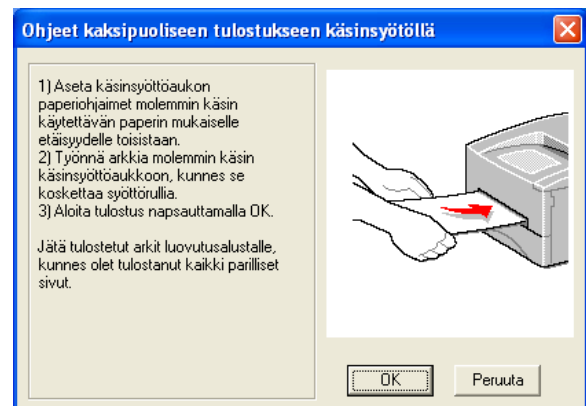 Ohjeet kaksipuoliseen tulostukseen käsinsyötöllä
1) Aseta käsinsyöttöaukon
paperiohjaimet molemmin käsin
käytettävän paperin mukaiselle
etäisyydelle toisistaan.
2) Työnnä arkkia molemmin käsin
käsinsyöttöaukkoon, kunnes se
koskettaa syöttörullia.
3) Aloita tulostus napsauttamalla OK.
Jätä tulostetut arkit luovutusalustalle,
kunnes olet tulostanut kaikki parilliset
sivut.
OK
Peruuta